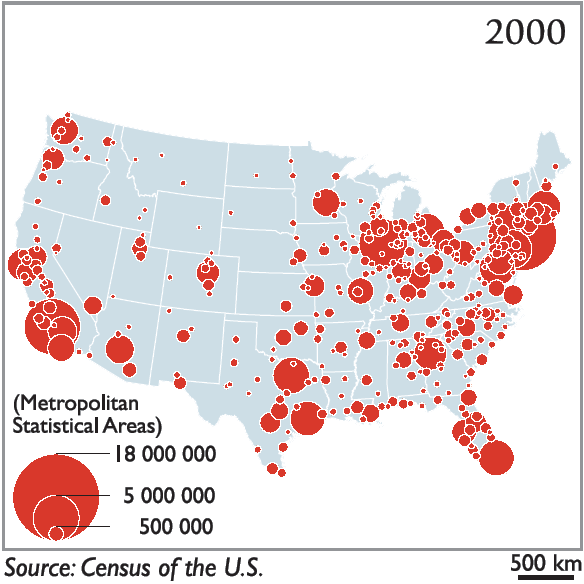 2000
(Metropolitan
Statistical Areas)
18 000 000
5 000 000
500 000
Source: Census of the U.S.
500 km